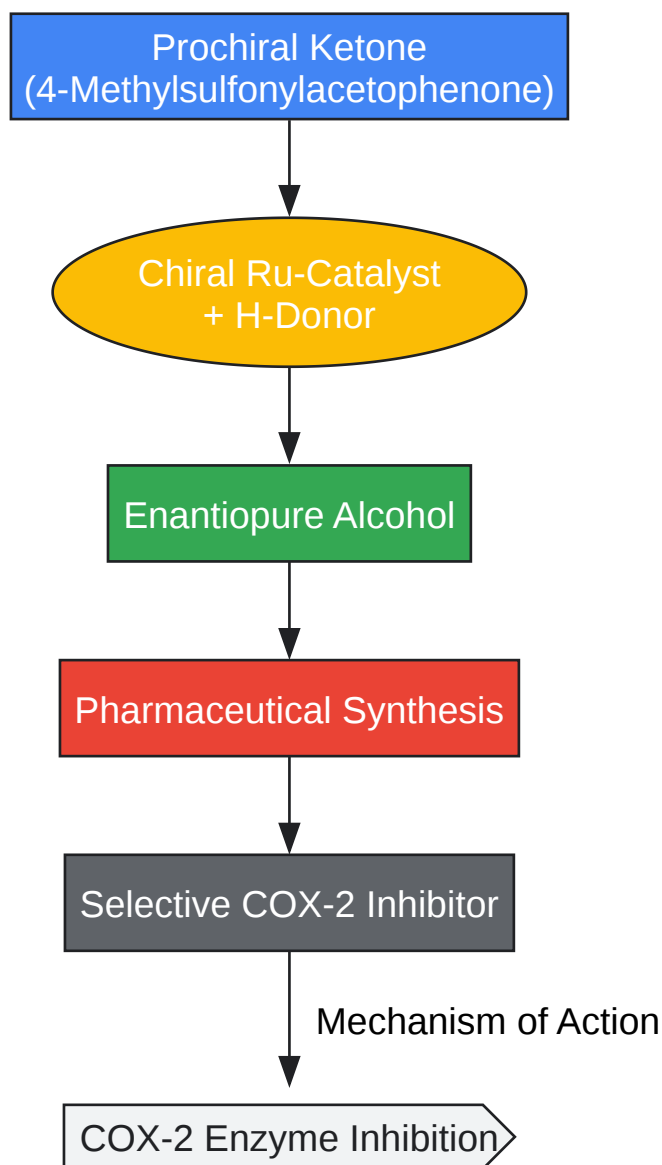 Prochiral Ketone
(4-Methylsulfonylacetophenone)
Chiral Ru-Catalyst
+ H-Donor
Enantiopure Alcohol
Pharmaceutical Synthesis
Selective COX-2 Inhibitor
Mechanism of Action
COX-2 Enzyme Inhibition